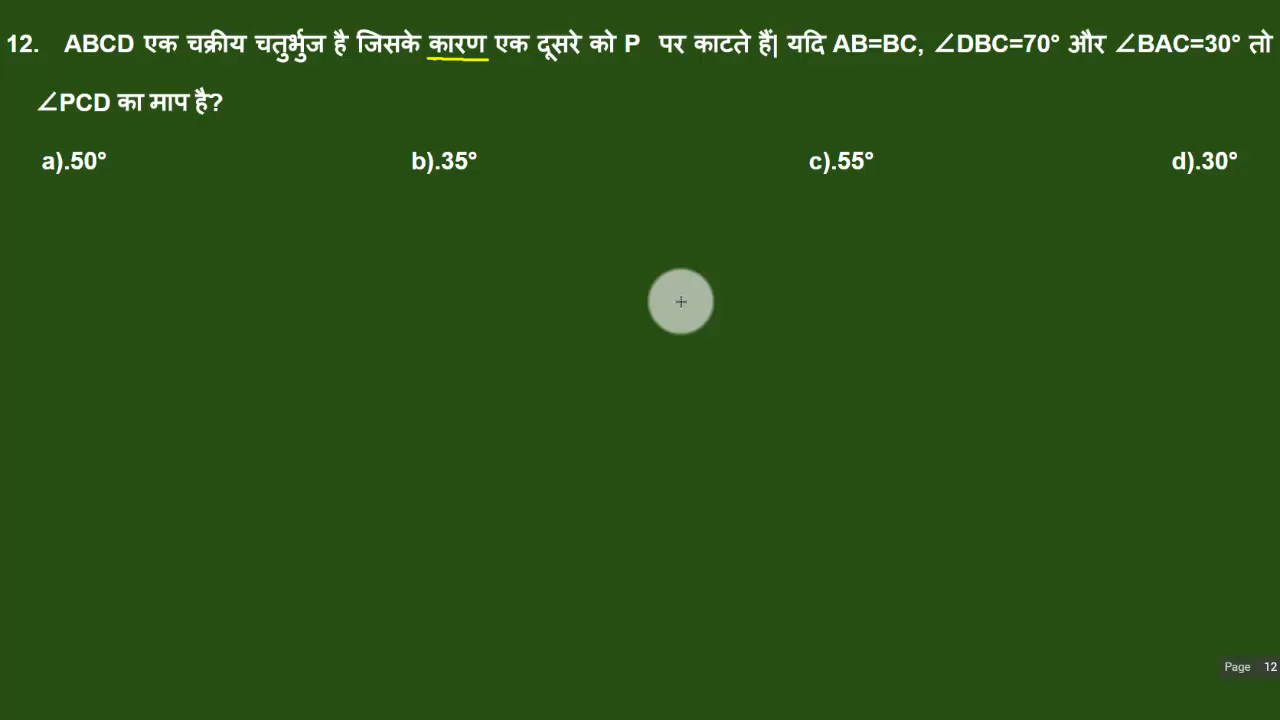 12. ABCD एक चक्रीय चतुर्भुज है जिसके कारण एक दूसरे को P पर काटते हैं| यदि AB=BC, ∠DBC=70° और ∠BAC=30° तो
∠PCD का माप है?
a).50° b).35° c).55° d).30°
Page 12